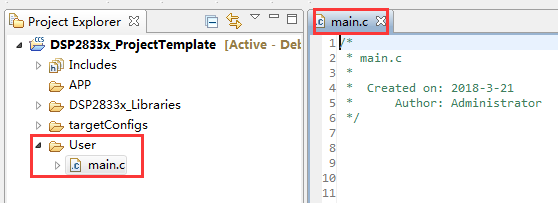 Project Explorer
DSP2833x_ProjectTemplate [Active - Deb
Includes
APP
DSP2833x_Libraries
targetConfigs
User
main.c
main.c
1 /*
2 * main.c
3 *
4 * Created on: 2018-3-21
5 * Author: Administrator
6 */
7
8
9
10
11